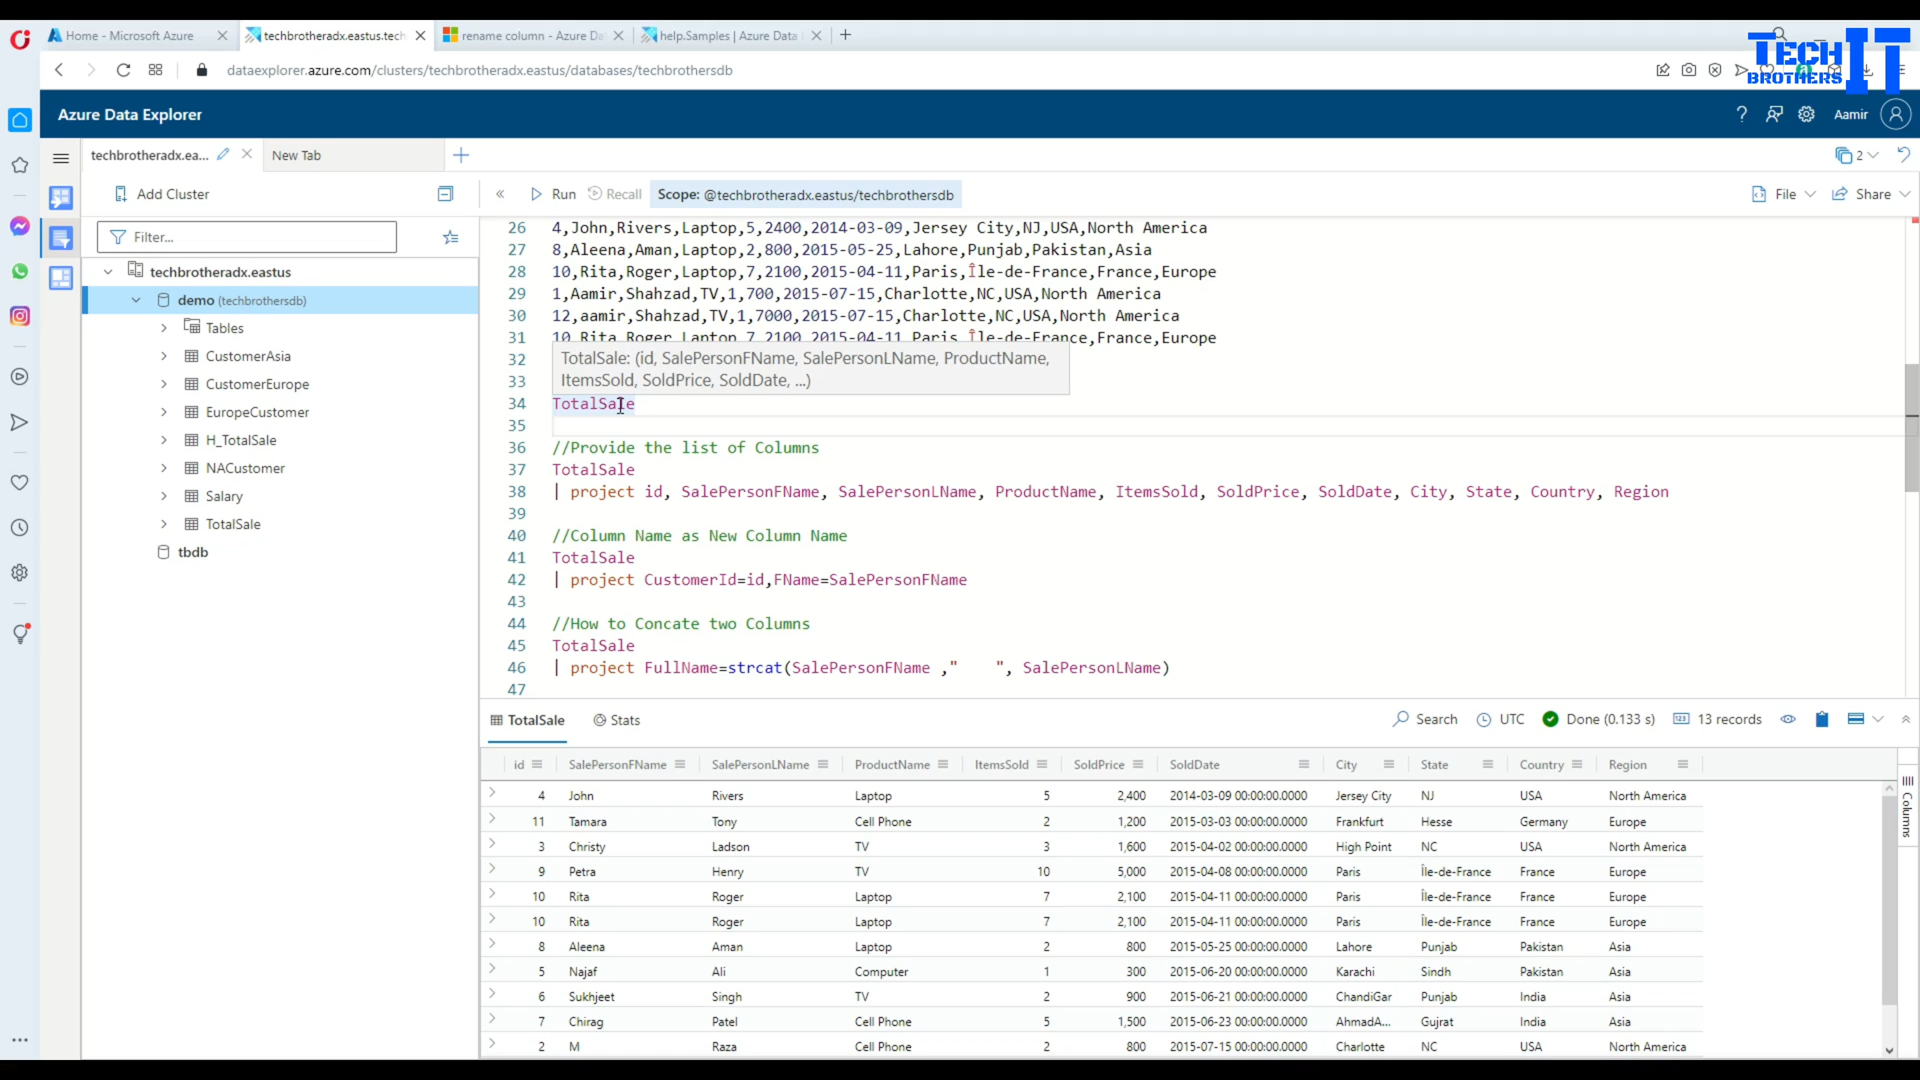 Home - Microsoft Azure
techbrotheradx.eastus.tech
rename column - Azure Da
help.Samples | Azure Data
TECH
BROTHERS
IT
dataexplorer.azure.com/clusters/techbrotheradx.eastus/databases/techbrothersdb
Azure Data Explorer
Aamir
techbrotheradx.ea...
New Tab
2
Add Cluster
Run
Recall
Scope: @techbrotheradx.eastus/techbrothersdb
File
Share
Filter...
techbrotheradx.eastus
demo (techbrothersdb)
Tables
CustomerAsia
CustomerEurope
EuropeCustomer
H_TotalSale
NACustomer
Salary
TotalSale
tbdb
26 4,John,Rivers,Laptop,5,2400,2014-03-09,Jersey City,NJ,USA,North America
27 8,Aleena,Aman,Laptop,2,800,2015-05-25,Lahore,Punjab,Pakistan,Asia
28 10,Rita,Roger,Laptop,7,2100,2015-04-11,Paris,Île-de-France,France,Europe
29 1,Aamir,Shahzad,TV,1,700,2015-07-15,Charlotte,NC,USA,North America
30 12,aamir,Shahzad,TV,1,7000,2015-07-15,Charlotte,NC,USA,North America
31 10,Rita,Roger,Laptop,7,2100,2015-04-11,Paris,Île-de-France,France,Europe
32
TotalSale: (id, SalePersonFName, SalePersonLName, ProductName,
ItemsSold, SoldPrice, SoldDate, ...)
33
34 TotalSale
35
36 //Provide the list of Columns
37 TotalSale
38 | project id, SalePersonFName, SalePersonLName, ProductName, ItemsSold, SoldPrice, SoldDate, City, State, Country, Region
39
40 //Column Name as New Column Name
41 TotalSale
42 | project CustomerId=id,FName=SalePersonFName
43
44 //How to Concate two Columns
45 TotalSale
46 | project FullName=strcat(SalePersonFName ,"    ", SalePersonLName)
47
TotalSale
Stats
Search
UTC
Done (0.133 s)
13 records
id SalePersonFName SalePersonLName ProductName ItemsSold SoldPrice SoldDate City State Country Region
4 John Rivers Laptop 5 2,400 2014-03-09 00:00:00.0000 Jersey City NJ USA North America
11 Tamara Tony Cell Phone 2 1,200 2015-03-03 00:00:00.0000 Frankfurt Hesse Germany Europe
3 Christy Ladson TV 3 1,600 2015-04-02 00:00:00.0000 High Point NC USA North America
9 Petra Henry TV 10 5,000 2015-04-08 00:00:00.0000 Paris Île-de-France France Europe
10 Rita Roger Laptop 7 2,100 2015-04-11 00:00:00.0000 Paris Île-de-France France Europe
10 Rita Roger Laptop 7 2,100 2015-04-11 00:00:00.0000 Paris Île-de-France France Europe
8 Aleena Aman Laptop 2 800 2015-05-25 00:00:00.0000 Lahore Punjab Pakistan Asia
5 Najaf Ali Computer 1 300 2015-06-20 00:00:00.0000 Karachi Sindh Pakistan Asia
6 Sukhjeet Singh TV 2 900 2015-06-21 00:00:00.0000 ChandiGar Punjab India Asia
7 Chirag Patel Cell Phone 5 1,500 2015-06-23 00:00:00.0000 AhmadA... Gujrat India Asia
2 M Raza Cell Phone 2 800 2015-07-15 00:00:00.0000 Charlotte NC USA North America
Columns